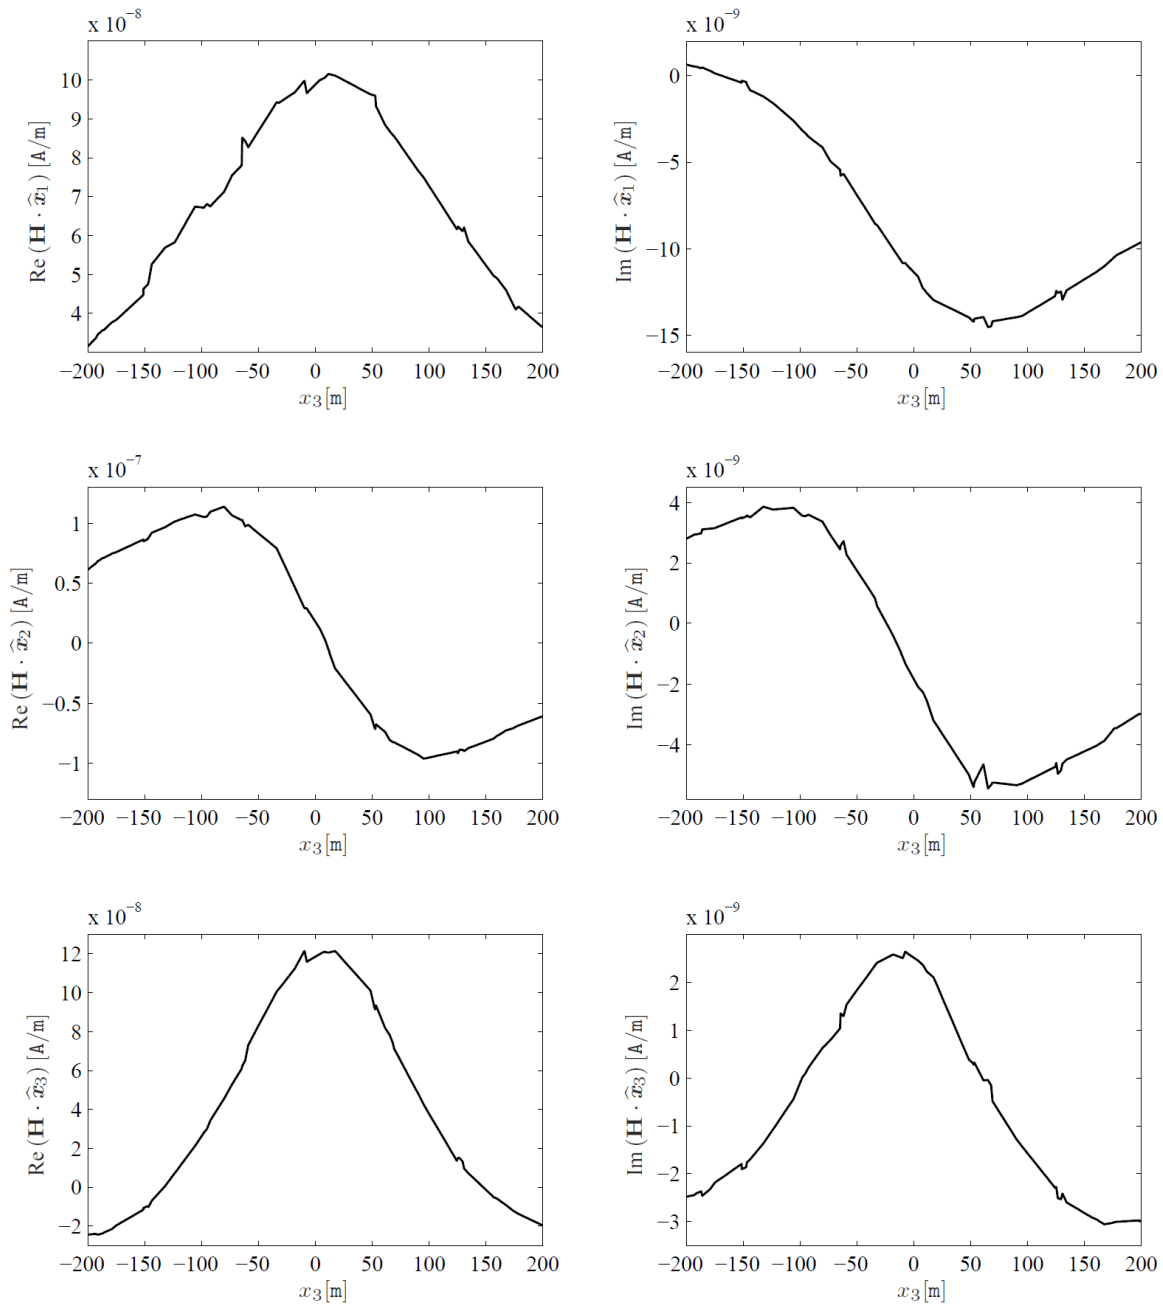 x 10⁻⁸
10
9
8
7
6
5
4
Re (H · x̂₁) [A/m]
−200 −150 −100 −50 0 50 100 150 200
x₃[m]
x 10⁻⁹
0
−5
−10
−15
Im (H · x̂₁) [A/m]
−200 −150 −100 −50 0 50 100 150 200
x₃[m]
x 10⁻⁷
1
0.5
0
−0.5
−1
Re (H · x̂₂) [A/m]
−200 −150 −100 −50 0 50 100 150 200
x₃[m]
x 10⁻⁹
4
2
0
−2
−4
Im (H · x̂₂) [A/m]
−200 −150 −100 −50 0 50 100 150 200
x₃[m]
x 10⁻⁸
12
10
8
6
4
2
0
−2
Re (H · x̂₃) [A/m]
−200 −150 −100 −50 0 50 100 150 200
x₃[m]
x 10⁻⁹
2
1
0
−1
−2
−3
Im (H · x̂₃) [A/m]
−200 −150 −100 −50 0 50 100 150 200
x₃[m]